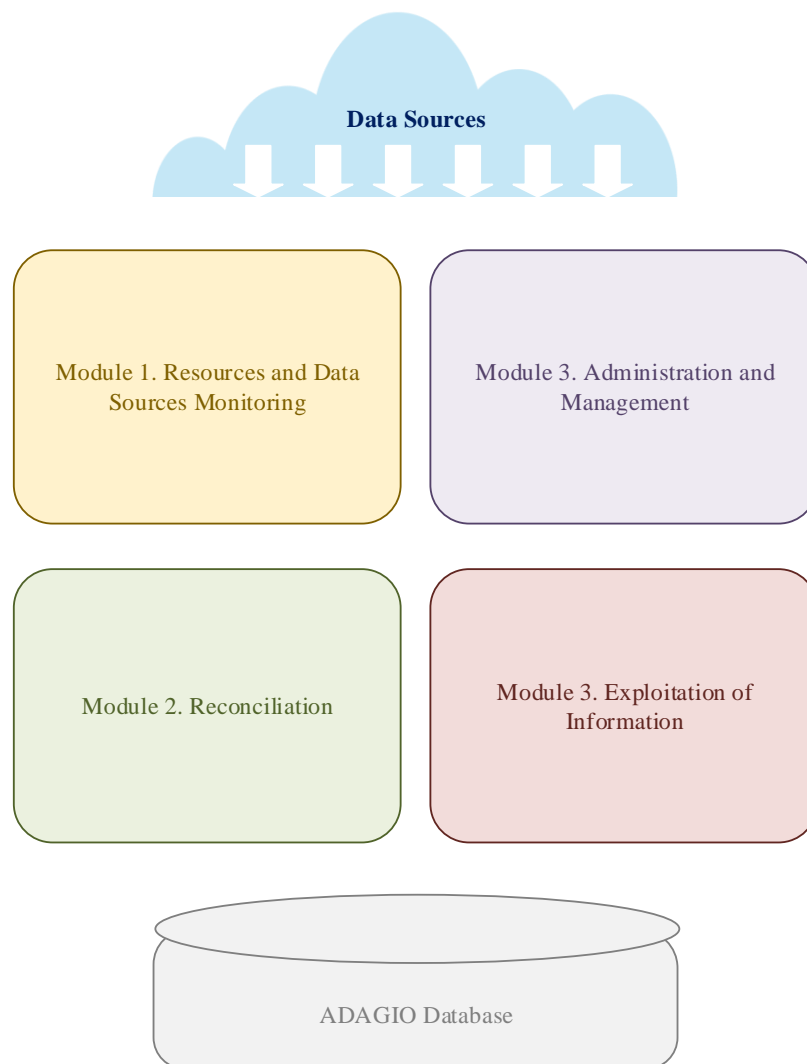 Data Sources
Module 1. Resources and Data
Sources Monitoring
Module 3. Administration and
Management
Module 2. Reconciliation
Module 3. Exploitation of
Information
ADAGIO Database